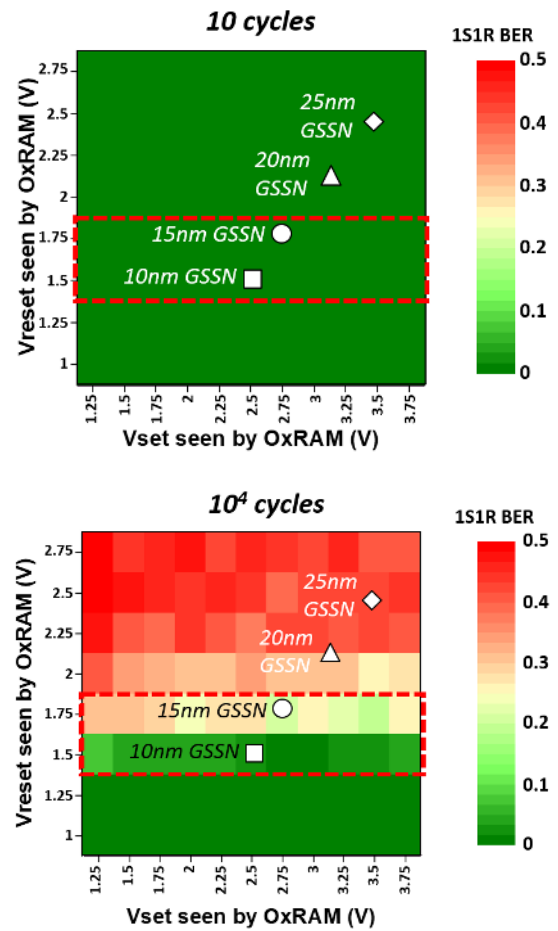 10 cycles
1S1R BER
Vreset seen by OxRAM (V)
2.75
2.5
2.25
2
1.75
1.5
1.25
1
25nm
GSSN
20nm
GSSN
15nm GSSN
10nm GSSN
0.5
0.4
0.3
0.2
0.1
0
1.25
1.5
1.75
2
2.25
2.5
2.75
3
3.25
3.5
3.75
Vset seen by OxRAM (V)
10⁴ cycles
1S1R BER
Vreset seen by OxRAM (V)
2.75
2.5
2.25
2
1.75
1.5
1.25
1
25nm
GSSN
20nm
GSSN
15nm GSSN
10nm GSSN
0.5
0.4
0.3
0.2
0.1
0
1.25
1.5
1.75
2
2.25
2.5
2.75
3
3.25
3.5
3.75
Vset seen by OxRAM (V)